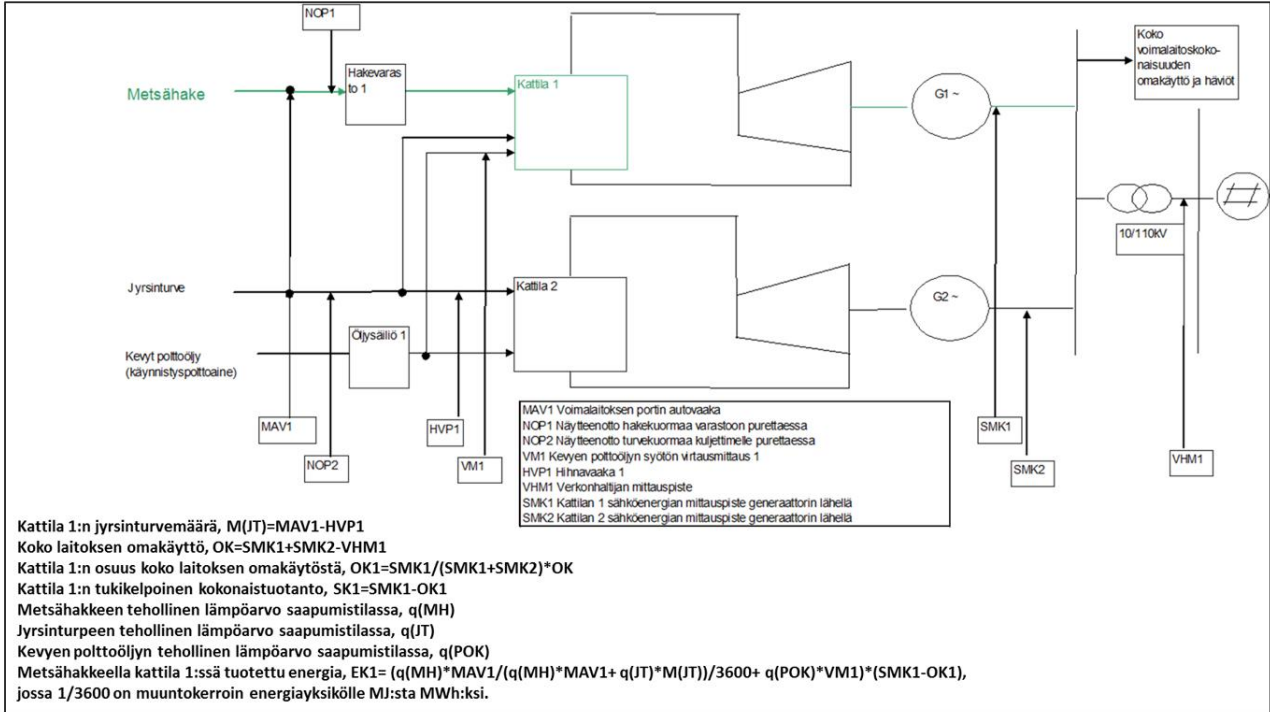 NOP1
Koko
voimalaitoskoko-
naisuuden
omakäyttö ja häviöt
Metsähake
Hakevaras
to 1
Kattila 1
G1 ~
10/110kV
Jyrsinturve
Kattila 2
G2 ~
Öljysäiliö 1
Kevyt polttoöljy
(käynnistyspolttoaine)
MAV1
NOP2
HVP1
VM1
SMK1
SMK2
VHM1
MAV1 Voimalaitoksen portin autovaaka
NOP1 Näytteenotto hakekuormaa varastoon purettaessa
NOP2 Näytteenotto turvekuormaa kuljettimelle purettaessa
VM1 Kevyen polttoöljyn syötön virtausmittaus 1
HVP1 Hihnavaaka 1
VHM1 Verkonhaltijan mittauspiste
SMK1 Kattilan 1 sähköenergian mittauspiste generaattorin lähellä
SMK2 Kattilan 2 sähköenergian mittauspiste generaattorin lähellä
Kattila 1:n jyrsinturvemäärä, M(JT)=MAV1-HVP1
Koko laitoksen omakäyttö, OK=SMK1+SMK2-VHM1
Kattila 1:n osuus koko laitoksen omakäytöstä, OK1=SMK1/(SMK1+SMK2)*OK
Kattila 1:n tukikelpoinen kokonaistuotanto, SK1=SMK1-OK1
Metsähakkeen tehollinen lämpöarvo saapumistilassa, q(MH)
Jyrsinturpeen tehollinen lämpöarvo saapumistilassa, q(JT)
Kevyen polttoöljyn tehollinen lämpöarvo saapumistilassa, q(POK)
Metsähakkeella kattila 1:ssä tuotettu energia, EK1= (q(MH)*MAV1/(q(MH)*MAV1+ q(JT)*M(JT))/3600+ q(POK)*VM1)*(SMK1-OK1),
jossa 1/3600 on muuntokerroin energiayksikölle MJ:sta MWh:ksi.